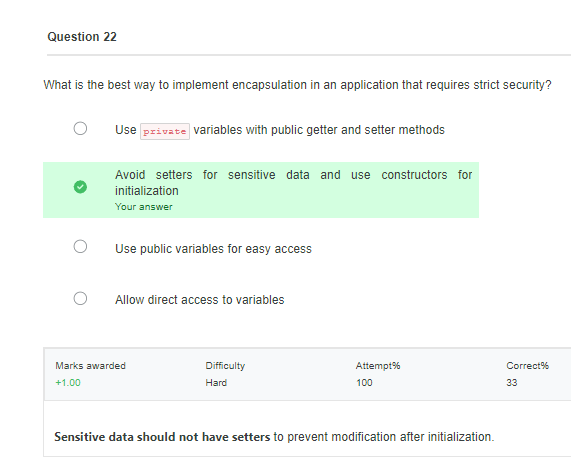 Question 22
What is the best way to implement encapsulation in an application that requires strict security?
Use private variables with public getter and setter methods
Avoid setters for sensitive data and use constructors for
initialization
Your answer
Use public variables for easy access
Allow direct access to variables
Marks awarded Difficulty Attempt% Correct%
+1.00 Hard 100 33
Sensitive data should not have setters to prevent modification after initialization.